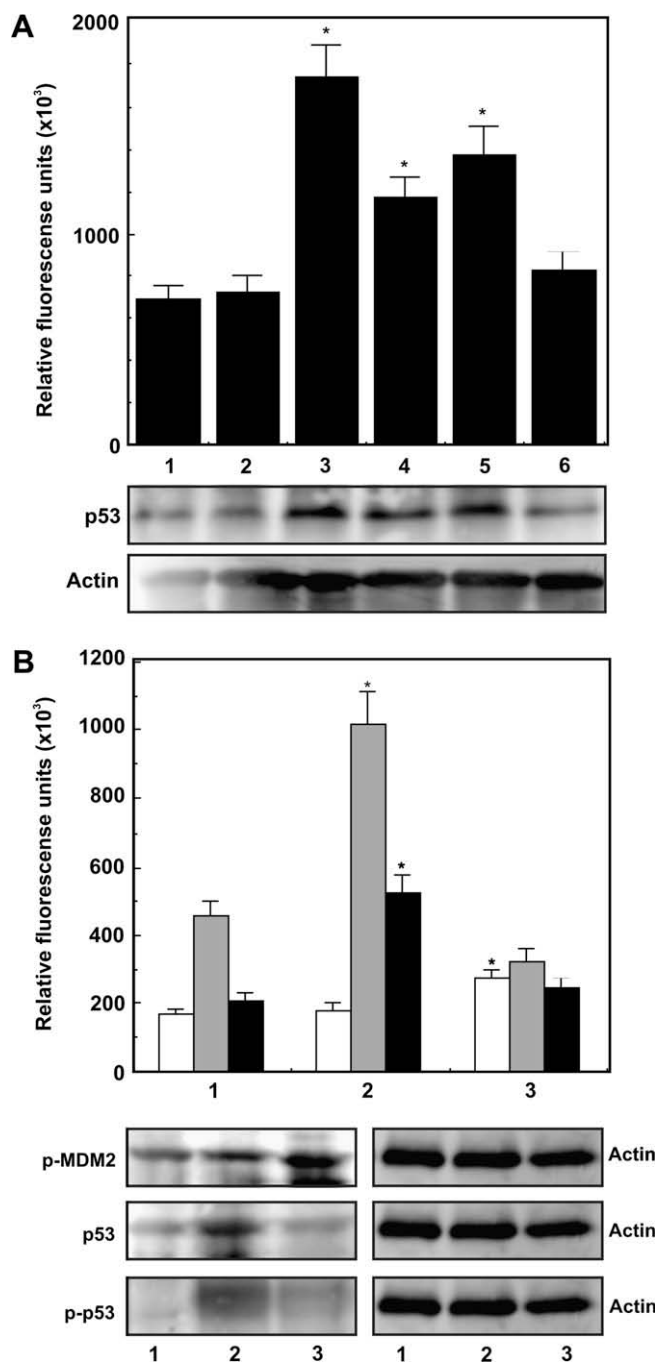 A
2000
1000
0
Relative fluorescense units (x10³)
*
*
*
1 2 3 4 5 6
p53
Actin
B
1200
1000
800
600
400
200
0
Relative fluorescense units (x10³)
*
*
*
1 2 3
p-MDM2 Actin
p53 Actin
p-p53 Actin
1 2 3 1 2 3